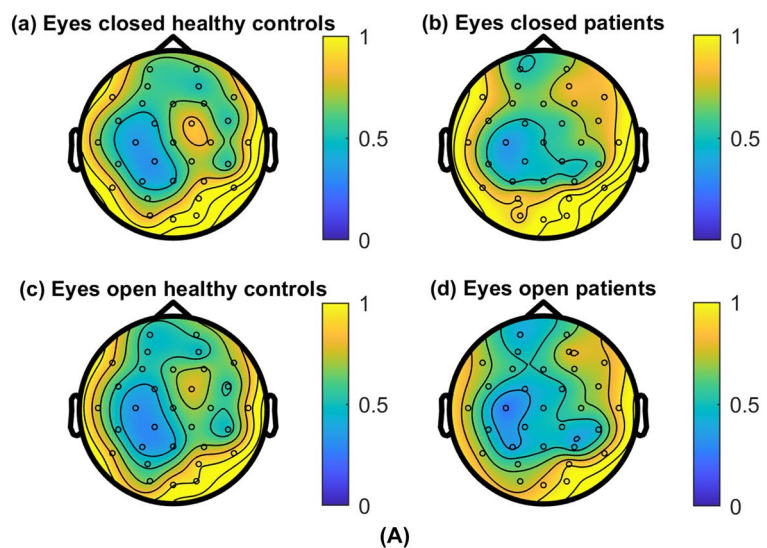 (a) Eyes closed healthy controls
1
0.5
0
(b) Eyes closed patients
1
0.5
0
(c) Eyes open healthy controls
1
0.5
0
(d) Eyes open patients
1
0.5
0
(A)